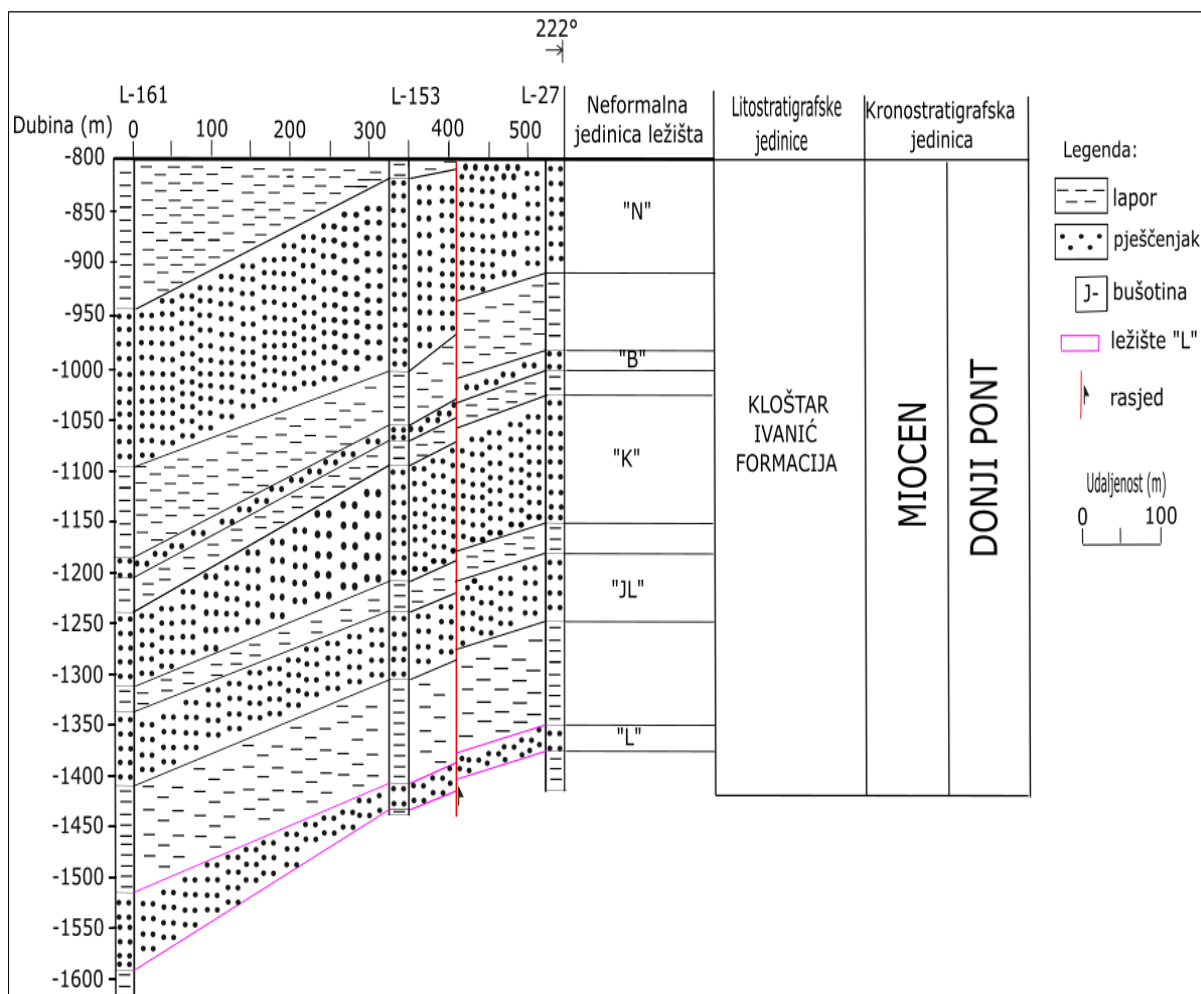 222°
L-161 L-153 L-27
Dubina (m) 0 100 200 300 400 500
Neformalna
jedinica ležišta
Litostratigrafske
jedinice
Kronostratigrafska
jedinica
-800
-850
-900
-950
-1000
-1050
-1100
-1150
-1200
-1250
-1300
-1350
-1400
-1450
-1500
-1550
-1600
"N"
"B"
"K"
"JL"
"L"
KLOŠTAR
IVANIĆ
FORMACIJA
MIOCEN
DONJI PONT
Legenda:
lapor
pješčenjak
J- bušotina
ležište "L"
rasjed
Udaljenost (m)
0 100